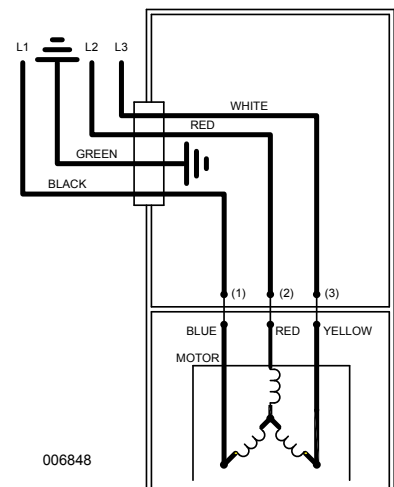 L1 L2 L3
WHITE
RED
GREEN
BLACK
(1) (2) (3)
BLUE RED YELLOW
MOTOR
006848